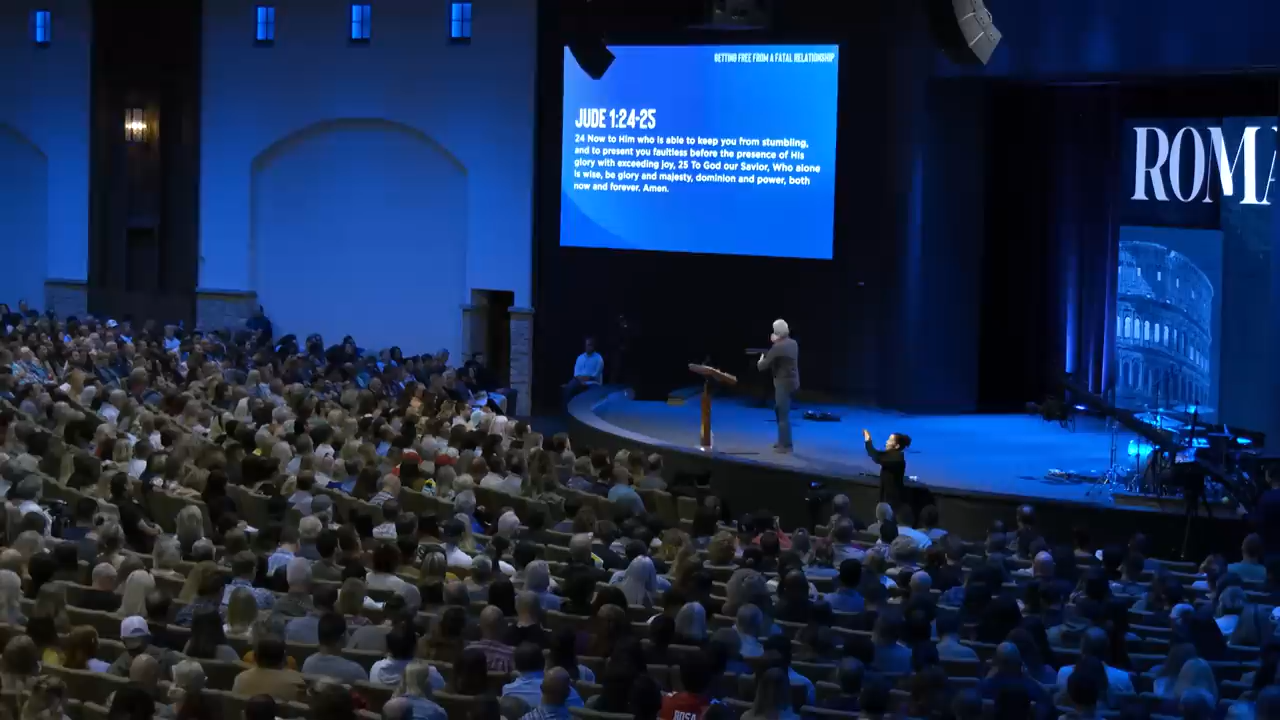 GETTING FREE FROM A FATAL RELATIONSHIP
JUDE 1:24-25
24 Now to Him who is able to keep you from stumbling,
and to present you faultless before the presence of His
glory with exceeding joy, 25 To God our Savior, Who alone
is wise, be glory and majesty, dominion and power, both
now and forever. Amen.
ROMA
ROSA